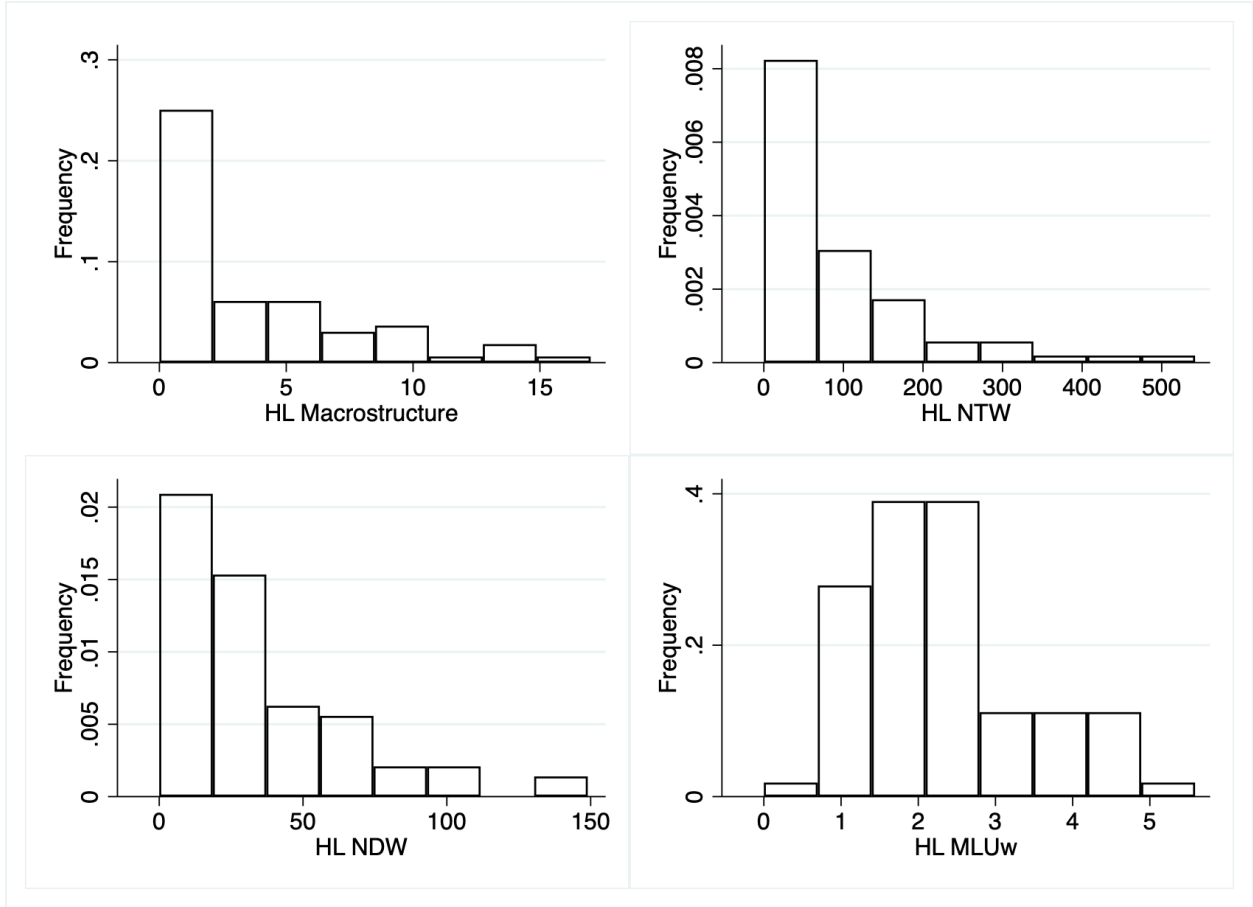 .3
.2
.1
0
Frequency
0 5 10 15
HL Macrostructure
.008
.006
.004
.002
0
Frequency
0 100 200 300 400 500
HL NTW
.02
.015
.01
.005
0
Frequency
0 50 100 150
HL NDW
.4
.2
0
Frequency
0 1 2 3 4 5
HL MLUw